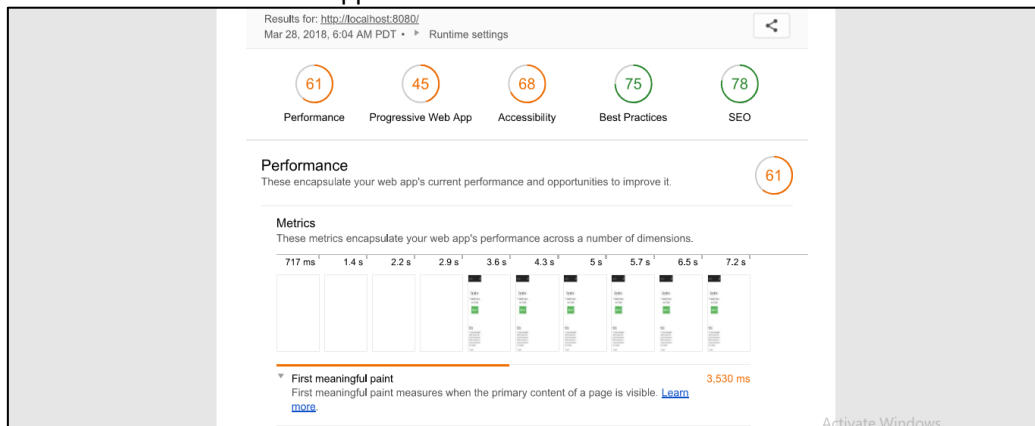 Results for: http://localhost:8080/
Mar 28, 2018, 6:04 AM PDT • Runtime settings
61 45 68 75 78
Performance Progressive Web App Accessibility Best Practices SEO
Performance
These encapsulate your web app's current performance and opportunities to improve it.
61
Metrics
These metrics encapsulate your web app's performance across a number of dimensions.
717 ms 1.4 s 2.2 s 2.9 s 3.6 s 4.3 s 5 s 5.7 s 6.5 s 7.2 s
First meaningful paint 3,530 ms
First meaningful paint measures when the primary content of a page is visible. Learn
more.
Activate Windows